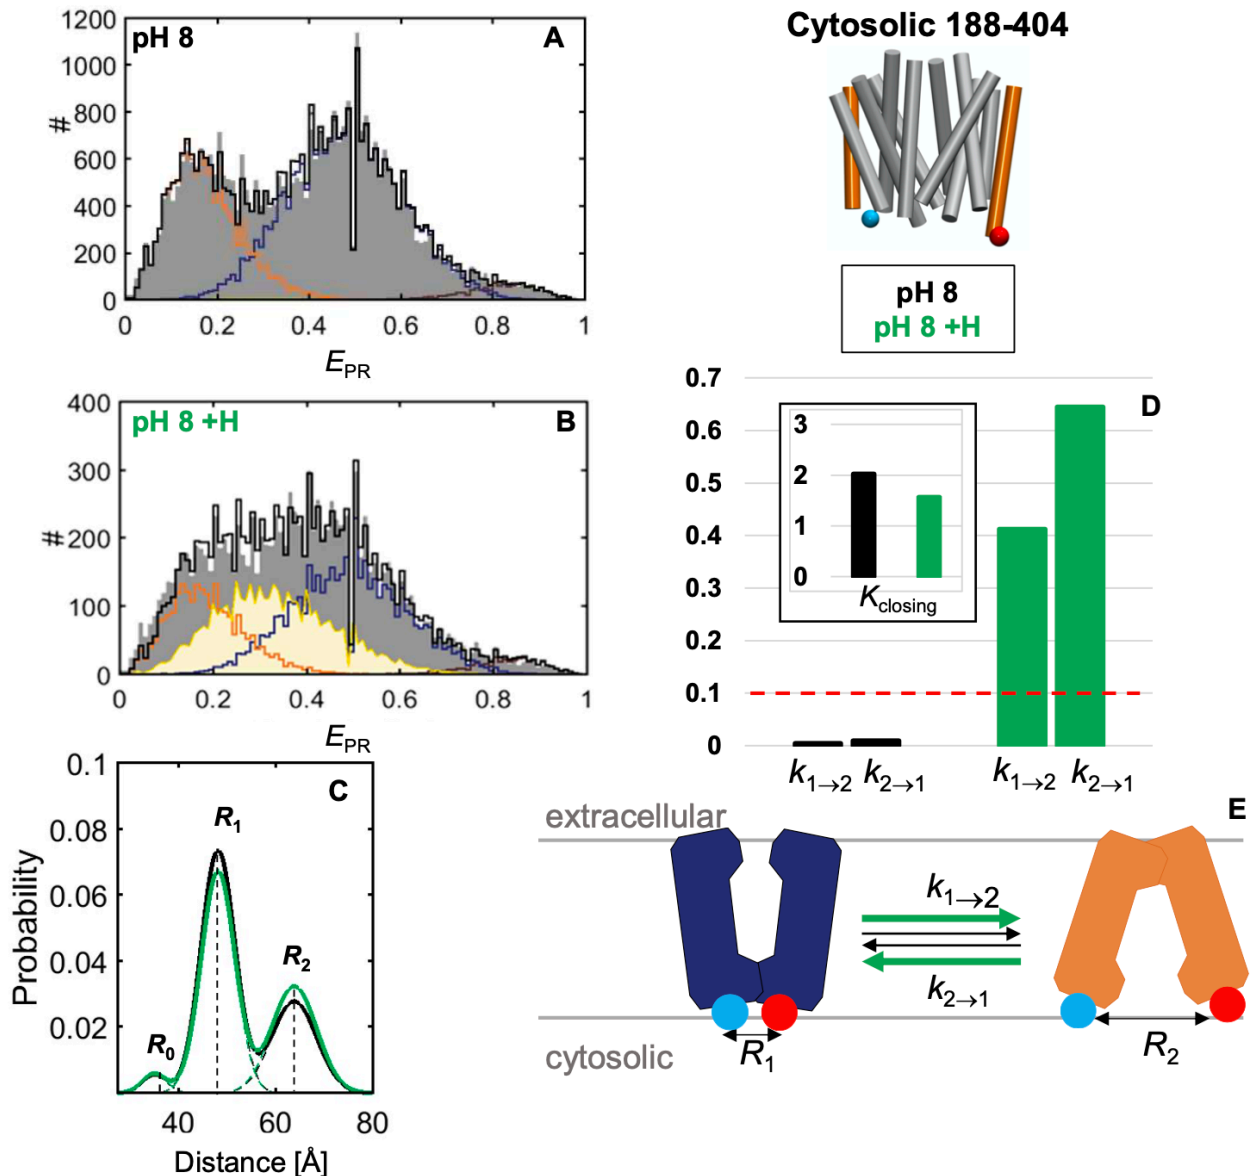 1200
1000
800
600
400
200
0
#
pH 8
A
0 0.2 0.4 0.6 0.8 1
E_PR
400
300
200
100
0
#
pH 8 +H
B
0 0.2 0.4 0.6 0.8 1
E_PR
0.1
0.08
0.06
0.04
0.02
Probability
C
R₀
R₁
R₂
40 60 80
Distance [Å]
Cytosolic 188-404
pH 8
pH 8 +H
0.7
0.6
0.5
0.4
0.3
0.2
0.1
0
D
3
2
1
0
K_closing
k₁→₂ k₂→₁ k₁→₂ k₂→₁
E
extracellular
k₁→₂
k₂→₁
R₁
R₂
cytosolic